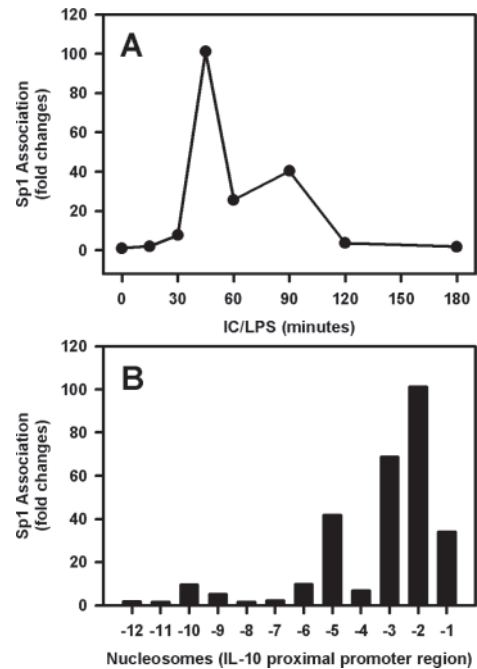 A
120
100
80
60
40
20
0
Sp1 Association
(fold changes)
0 30 60 90 120 150 180
IC/LPS (minutes)
B
120
100
80
60
40
20
0
Sp1 Association
(fold changes)
-12 -11 -10 -9 -8 -7 -6 -5 -4 -3 -2 -1
Nucleosomes (IL-10 proximal promoter region)